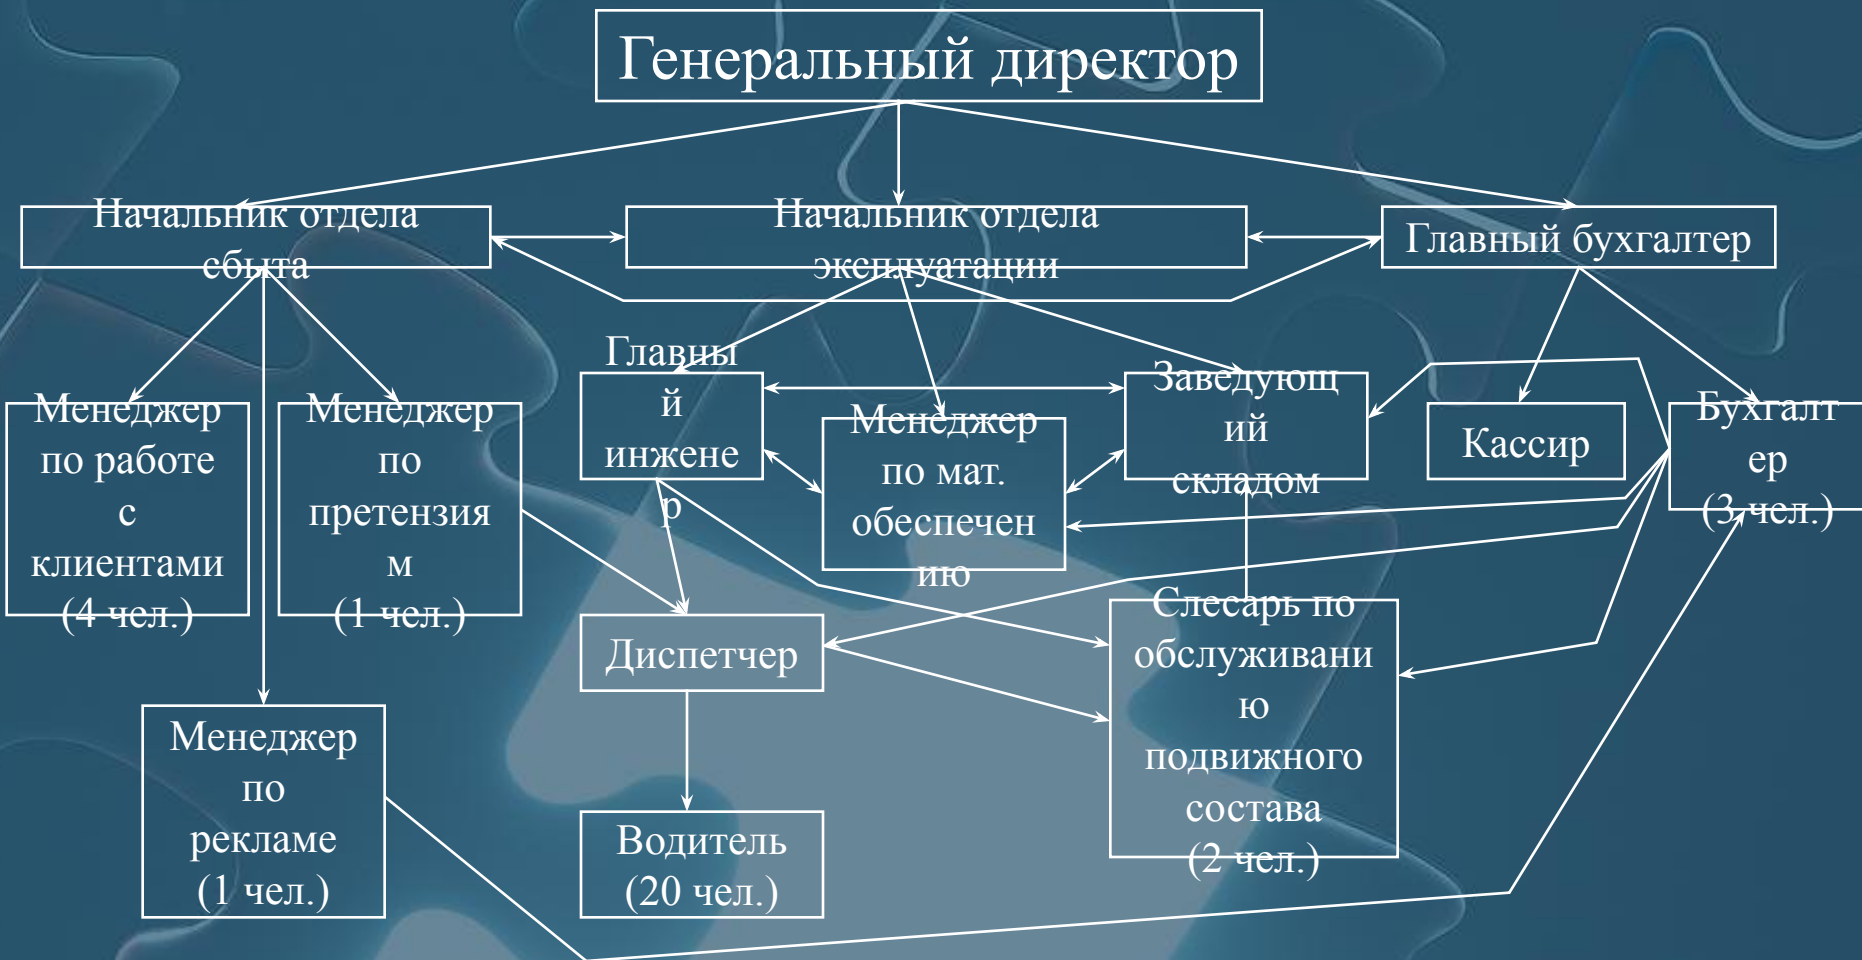 Генеральный директор
Начальник отдела
сбыта
Начальник отдела
эксплуатации
Главный бухгалтер
Менеджер
по работе
с
клиентами
(4 чел.)
Менеджер
по
претензия
м
(1 чел.)
Главны
й
инжене
р
Менеджер
по мат.
обеспечен
ию
Заведующ
ий
складом
Кассир
Бухгалт
ер
(3 чел.)
Диспетчер
Слесарь по
обслуживани
ю
подвижного
состава
(2 чел.)
Менеджер
по
рекламе
(1 чел.)
Водитель
(20 чел.)